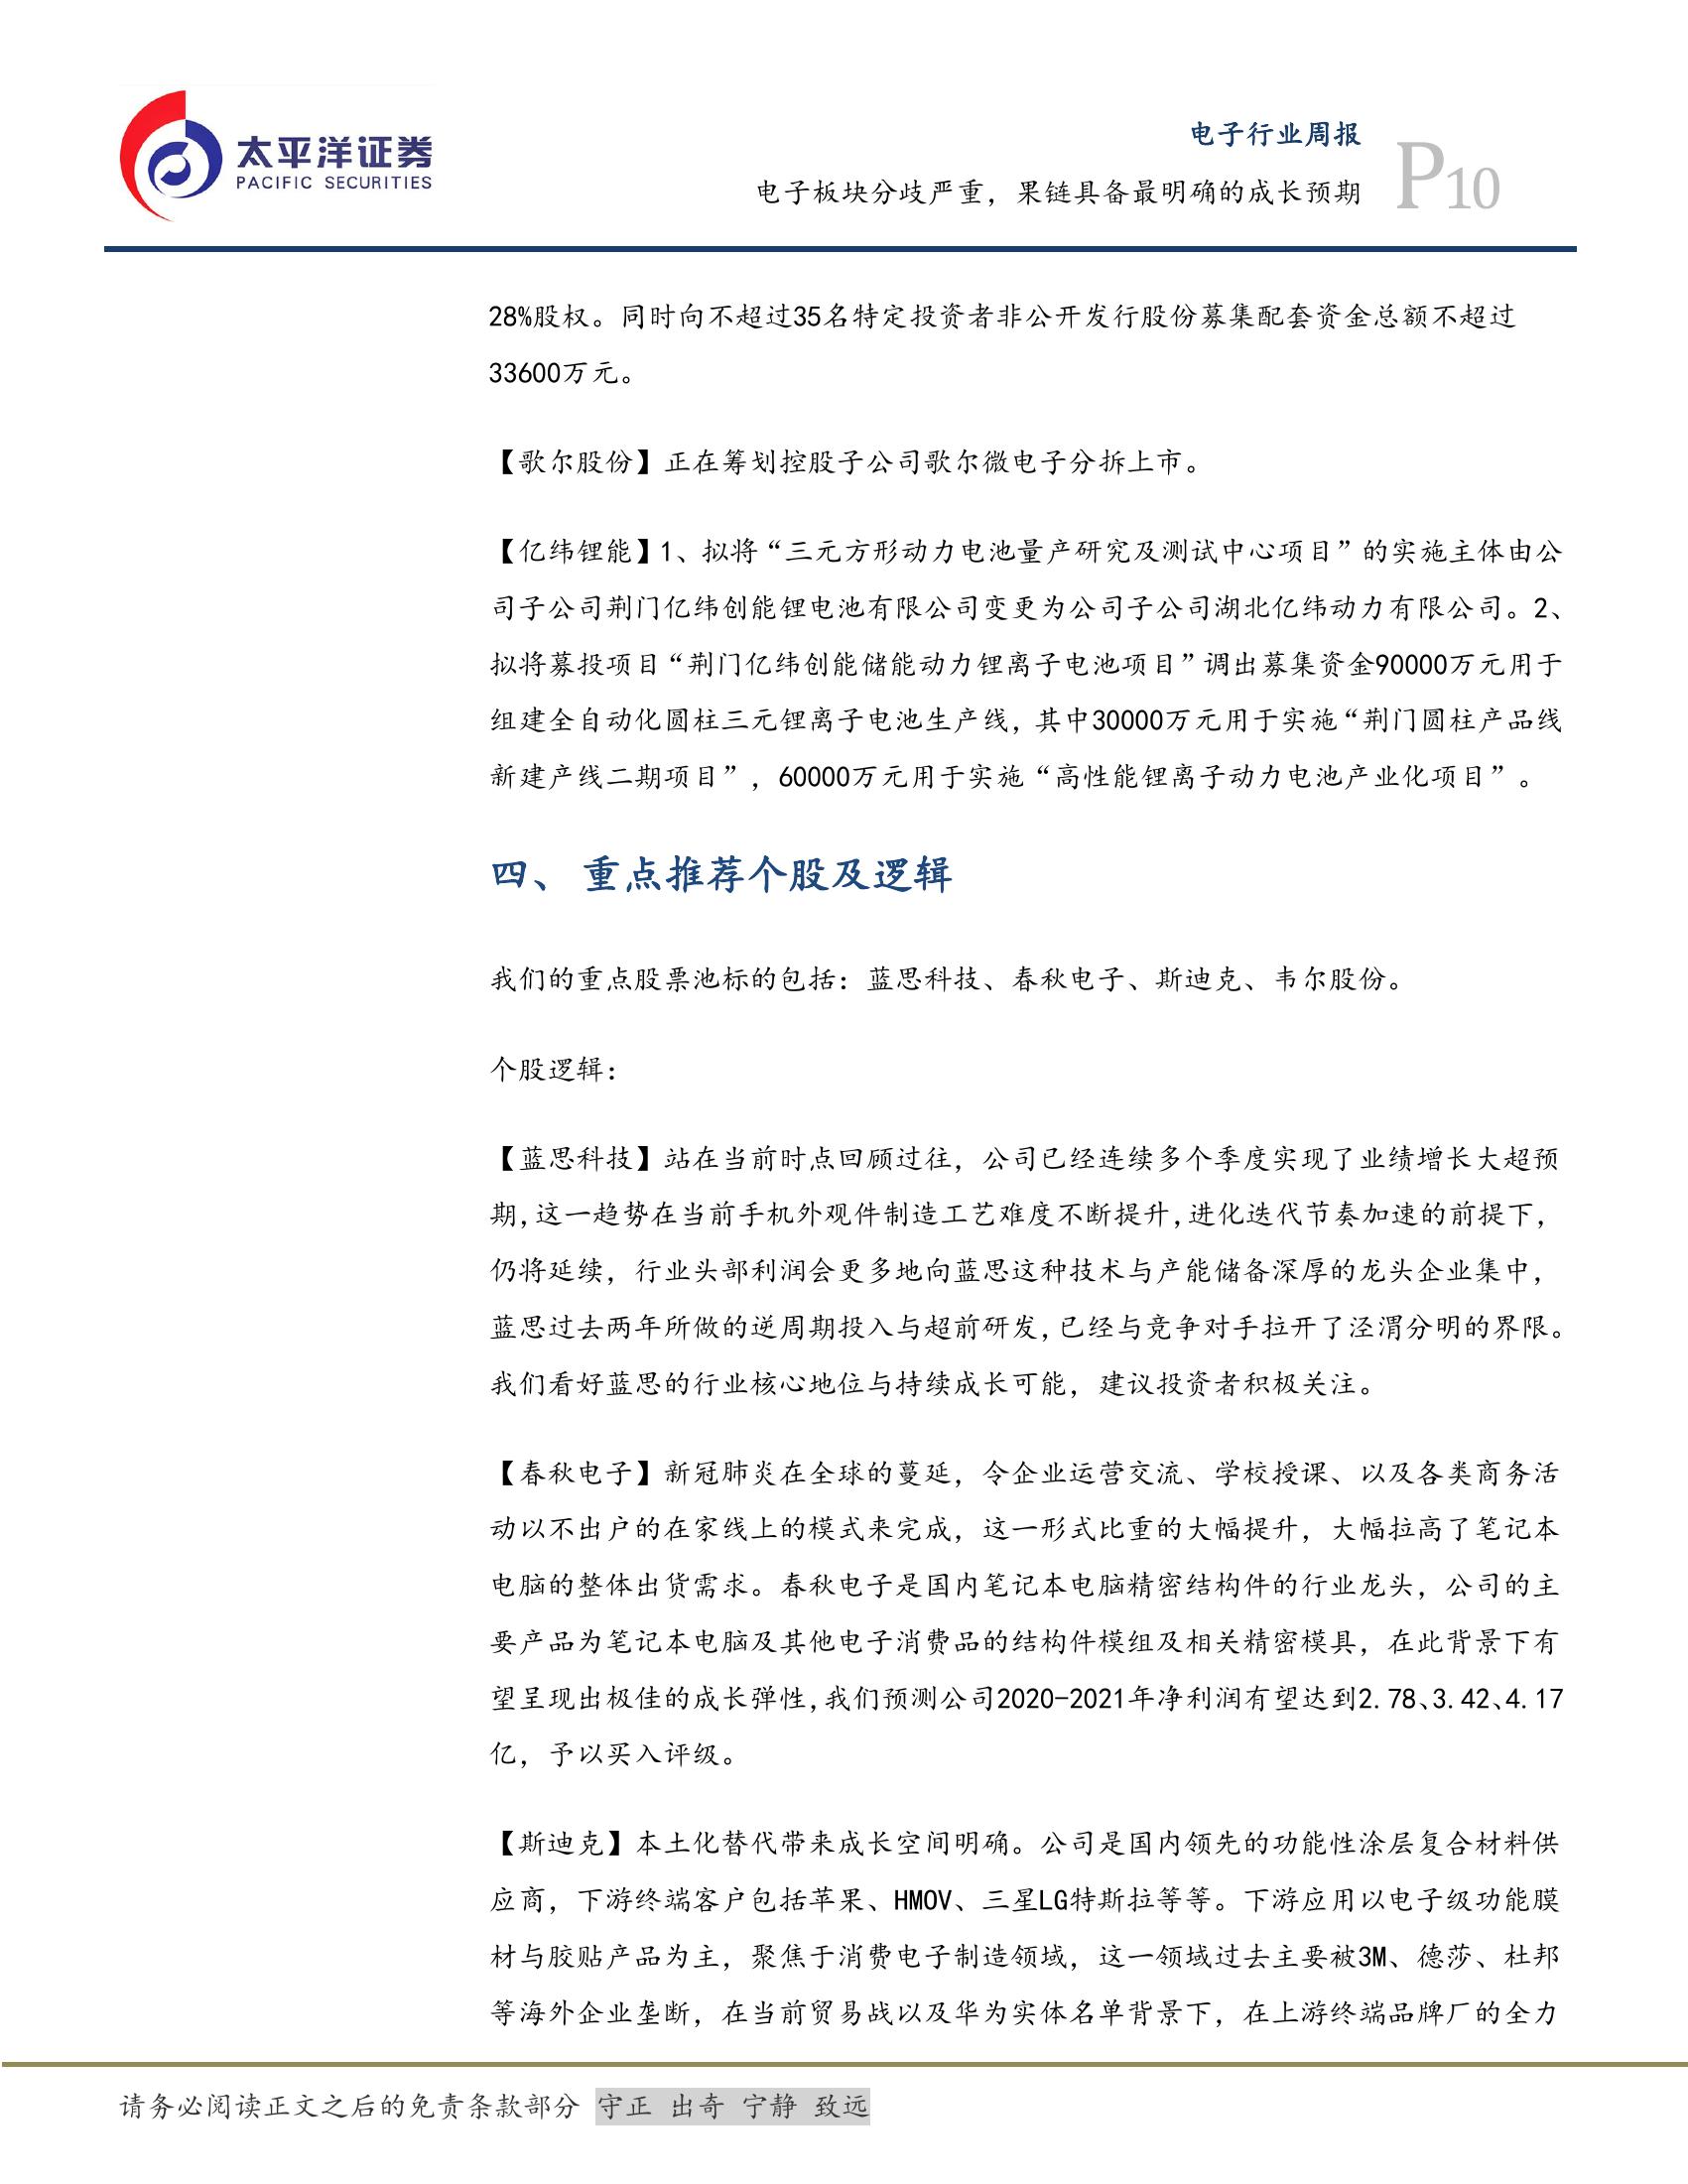 太平洋证券
PACIFIC SECURITIES
电子行业周报
电子板块分歧严重，果链具备最明确的成长预期
P10
28%股权。同时向不超过35名特定投资者非公开发行股份募集配套资金总额不超过
33600万元。
【歌尔股份】正在筹划控股子公司歌尔微电子分拆上市。
【亿纬锂能】1、拟将“三元方形动力电池量产研究及测试中心项目”的实施主体由公
司子公司荆门亿纬创能锂电池有限公司变更为公司子公司湖北亿纬动力有限公司。2、
拟将募投项目“荆门亿纬创能储能动力锂离子电池项目”调出募集资金90000万元用于
组建全自动化圆柱三元锂离子电池生产线，其中30000万元用于实施“荆门圆柱产品线
新建产线二期项目”，60000万元用于实施“高性能锂离子动力电池产业化项目”。
四、 重点推荐个股及逻辑
我们的重点股票池标的包括：蓝思科技、春秋电子、斯迪克、韦尔股份。
个股逻辑：
【蓝思科技】站在当前时点回顾过往，公司已经连续多个季度实现了业绩增长大超预
期,这一趋势在当前手机外观件制造工艺难度不断提升,进化迭代节奏加速的前提下，
仍将延续，行业头部利润会更多地向蓝思这种技术与产能储备深厚的龙头企业集中，
蓝思过去两年所做的逆周期投入与超前研发,已经与竞争对手拉开了泾渭分明的界限。
我们看好蓝思的行业核心地位与持续成长可能，建议投资者积极关注。
【春秋电子】新冠肺炎在全球的蔓延，令企业运营交流、学校授课、以及各类商务活
动以不出户的在家线上的模式来完成，这一形式比重的大幅提升，大幅拉高了笔记本
电脑的整体出货需求。春秋电子是国内笔记本电脑精密结构件的行业龙头，公司的主
要产品为笔记本电脑及其他电子消费品的结构件模组及相关精密模具，在此背景下有
望呈现出极佳的成长弹性,我们预测公司2020-2021年净利润有望达到2.78、3.42、4.17
亿，予以买入评级。
【斯迪克】本土化替代带来成长空间明确。公司是国内领先的功能性涂层复合材料供
应商，下游终端客户包括苹果、HMOV、三星LG特斯拉等等。下游应用以电子级功能膜
材与胶贴产品为主，聚焦于消费电子制造领域，这一领域过去主要被3M、德莎、杜邦
等海外企业垄断，在当前贸易战以及华为实体名单背景下，在上游终端品牌厂的全力
请务必阅读正文之后的免责条款部分 守正 出奇 宁静 致远